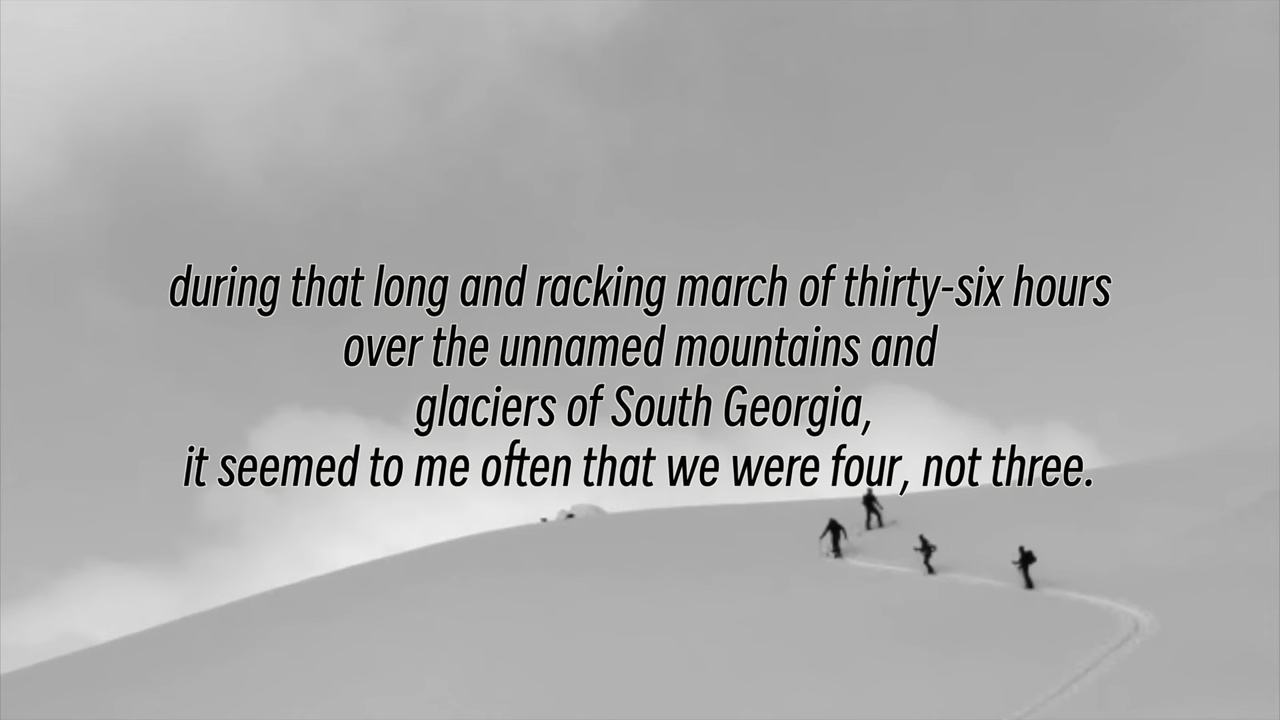 during that long and racking march of thirty-six hours
over the unnamed mountains and
glaciers of South Georgia,
it seemed to me often that we were four, not three.